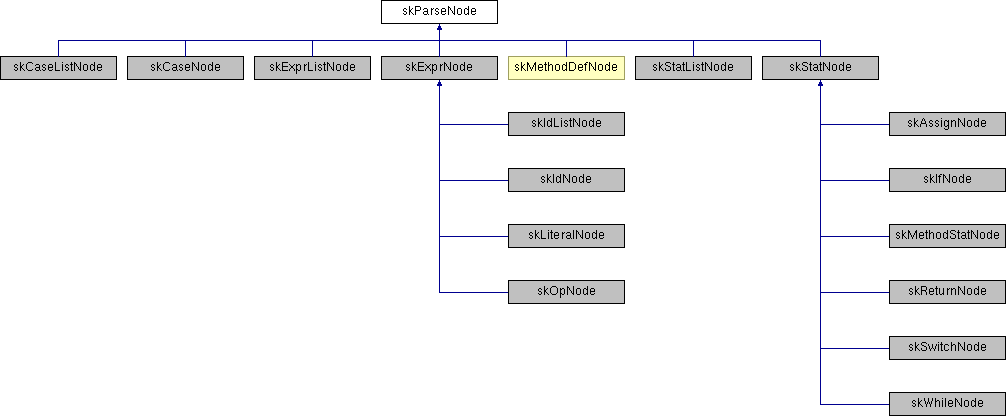 skParseNode
skCaseListNode
skCaseNode
skExprListNode
skExprNode
skMethodDefNode
skStatListNode
skStatNode
skIdListNode
skAssignNode
skIdNode
skIfNode
skLiteralNode
skMethodStatNode
skOpNode
skReturnNode
skSwitchNode
skWhileNode